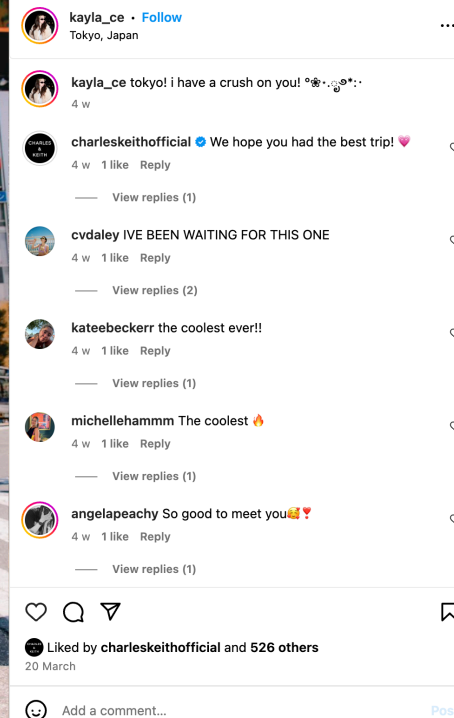 kayla_ce • Follow
Tokyo, Japan
kayla_ce tokyo! i have a crush on you! °❀⋆.ೃ࿔*:･
4 w
CHARLES & KEITH
charleskeithofficial We hope you had the best trip! 💗
4 w 1 like Reply
View replies (1)
cvdaley IVE BEEN WAITING FOR THIS ONE
4 w 1 like Reply
View replies (2)
kateebeckerr the coolest ever!!
4 w 1 like Reply
View replies (1)
michellehammm The coolest 🔥
4 w 1 like Reply
View replies (1)
angelapeachy So good to meet you🥰❣️
4 w 1 like Reply
View replies (1)
Liked by charleskeithofficial and 526 others
20 March
Add a comment...
Pos